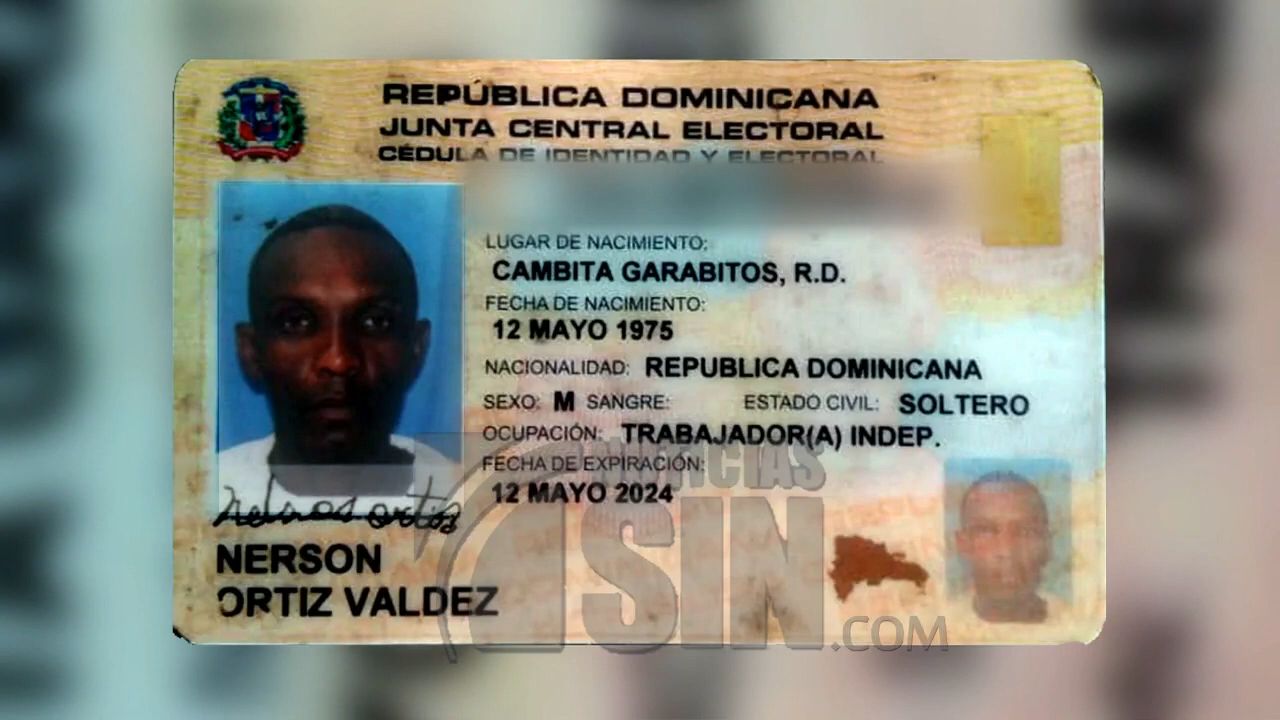 REPÚBLICA DOMINICANA
JUNTA CENTRAL ELECTORAL
CÉDULA DE IDENTIDAD Y ELECTORAL
LUGAR DE NACIMIENTO:
CAMBITA GARABITOS, R.D.
FECHA DE NACIMIENTO:
12 MAYO 1975
NACIONALIDAD: REPUBLICA DOMINICANA
SEXO: M SANGRE: ESTADO CIVIL: SOLTERO
OCUPACIÓN: TRABAJADOR(A) INDEP.
FECHA DE EXPIRACIÓN:
12 MAYO 2024
NERSON
ORTIZ VALDEZ
NOTICIAS
SIN
.COM